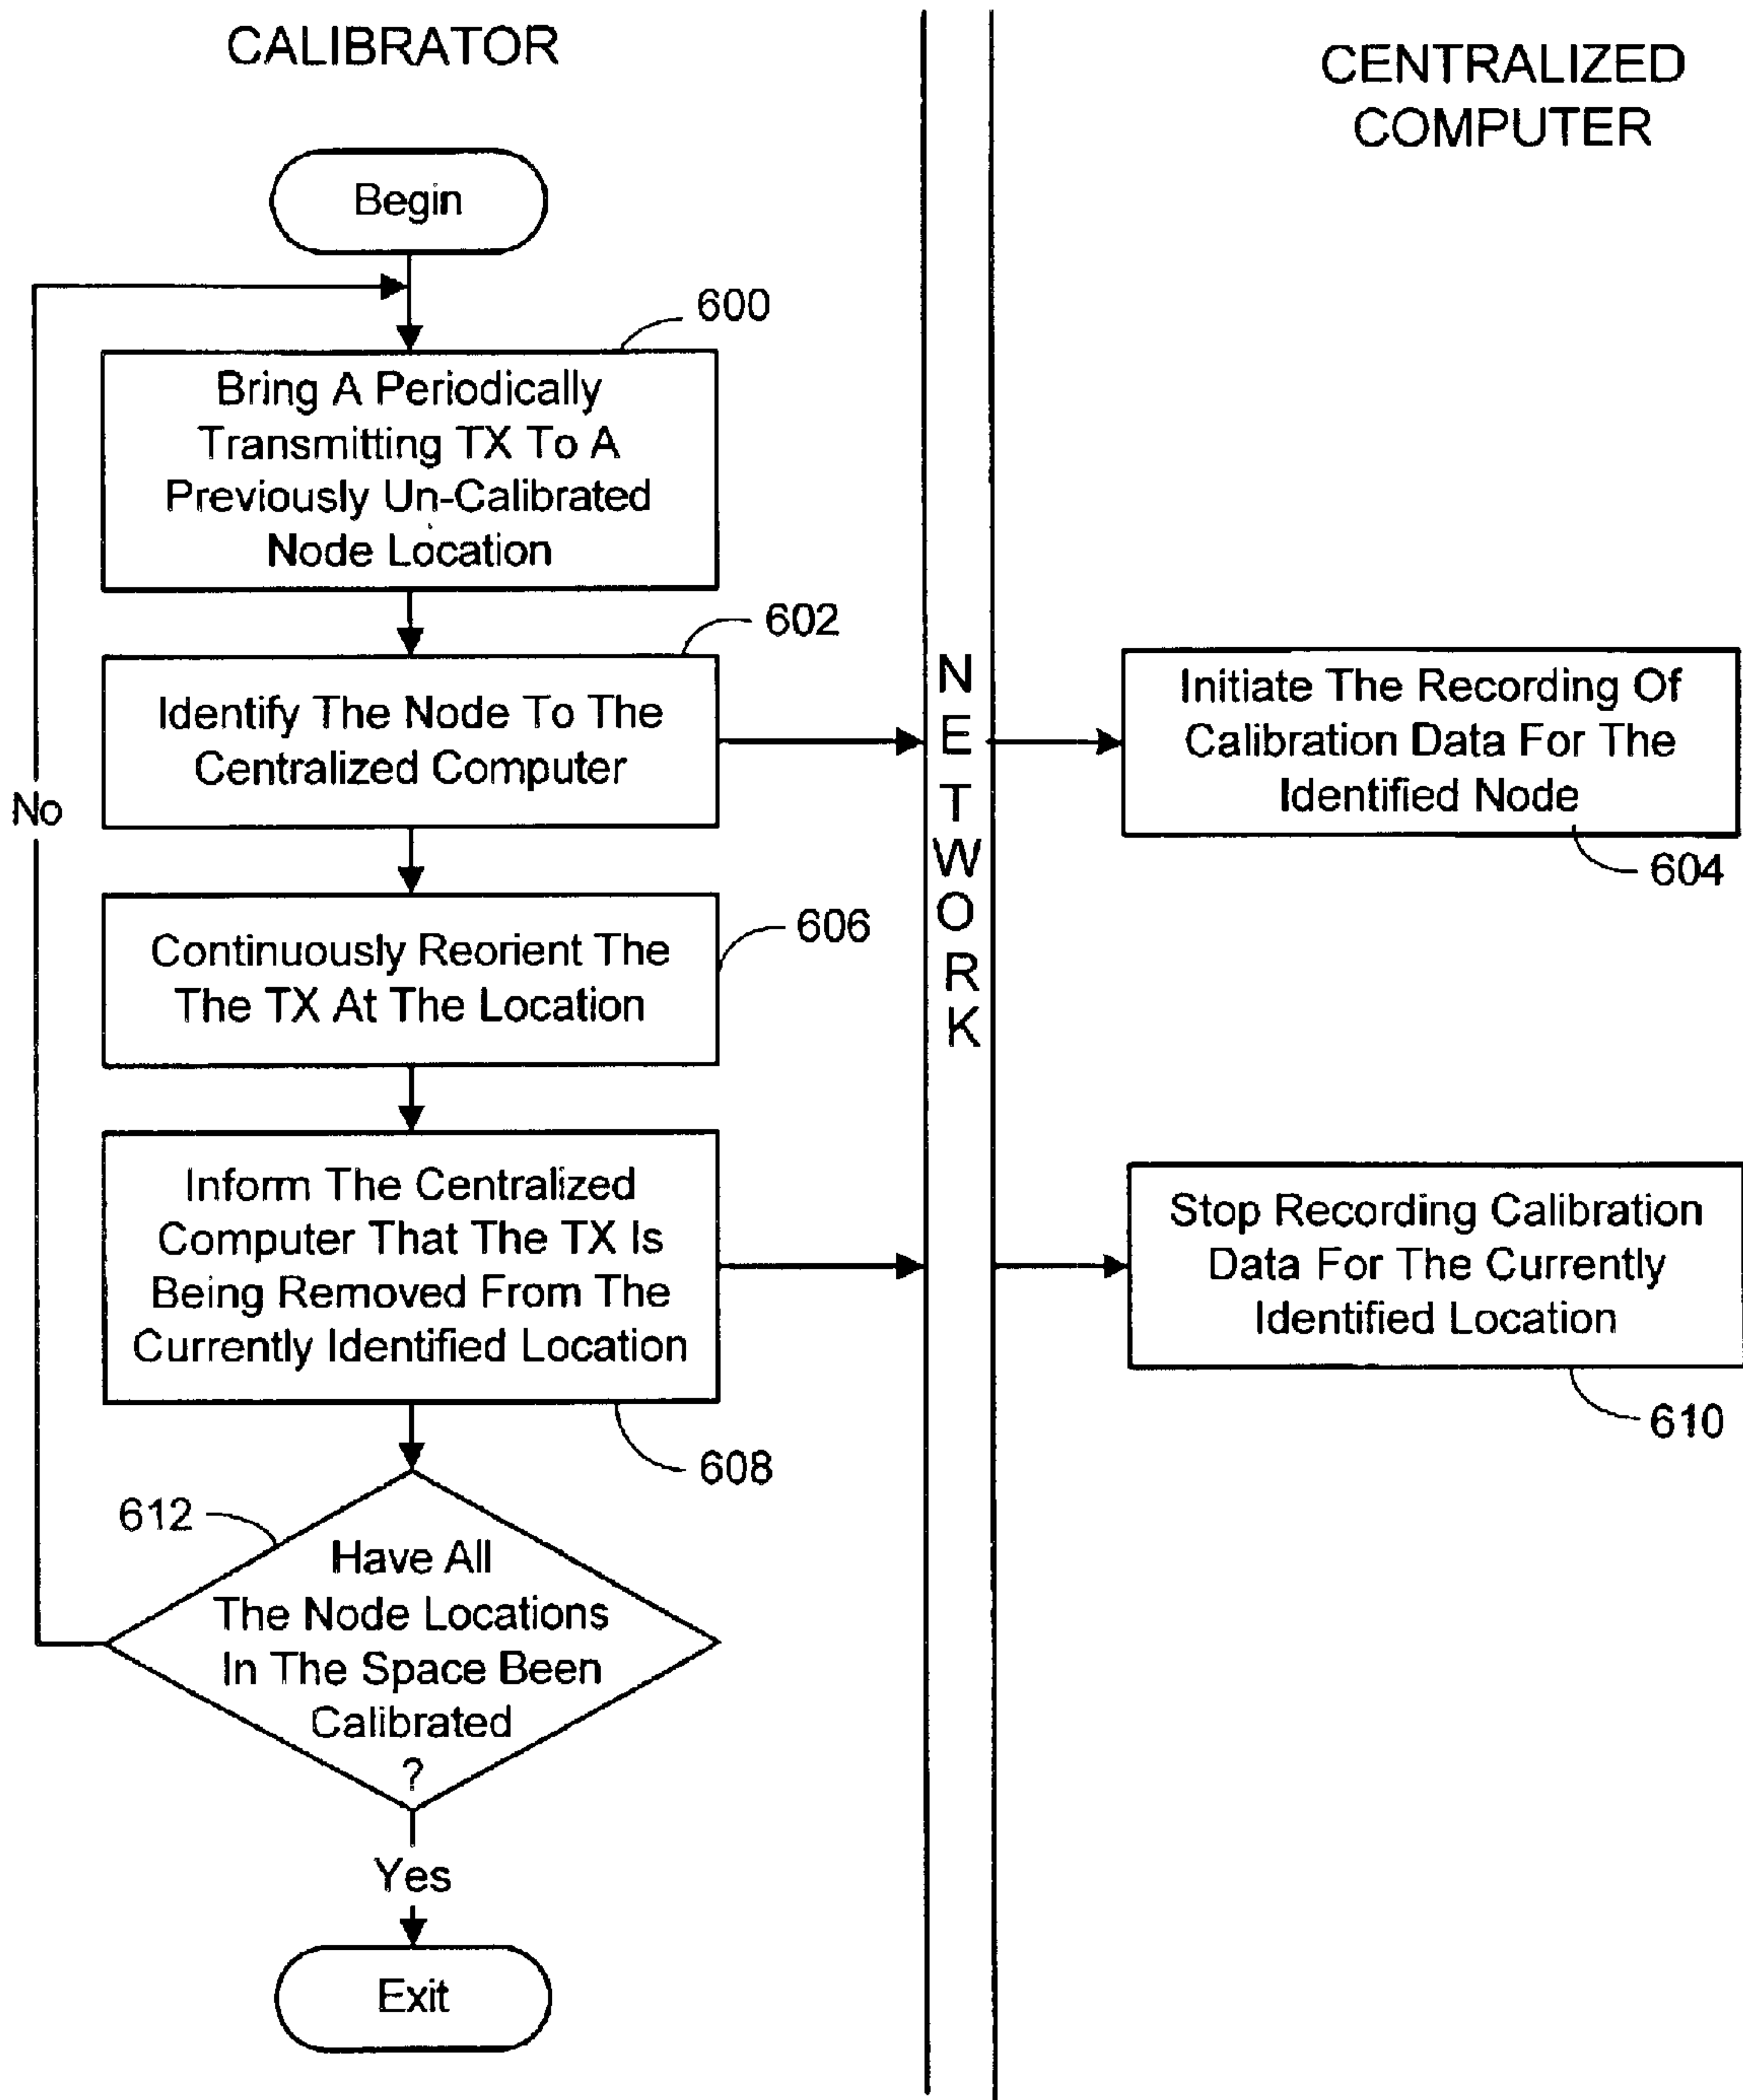 CALIBRATOR
CENTRALIZED
COMPUTER
Begin
600
Bring A Periodically
Transmitting TX To A
Previously Un-Calibrated
Node Location
602
Identify The Node To The
Centralized Computer
NETWORK
Initiate The Recording Of
Calibration Data For The
Identified Node
604
No
606
Continuously Reorient The
The TX At The Location
Inform The Centralized
Computer That The TX Is
Being Removed From The
Currently Identified Location
608
Stop Recording Calibration
Data For The Currently
Identified Location
610
612
Have All
The Node Locations
In The Space Been
Calibrated
?
Yes
Exit